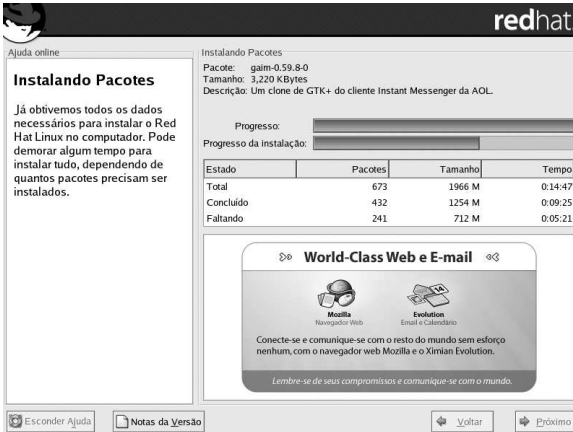 redhat
Ajuda online
Instalando Pacotes
Já obtivemos todos os dados
necessários para instalar o Red
Hat Linux no computador. Pode
demorar algum tempo para
instalar tudo, dependendo de
quantos pacotes precisam ser
instalados.
Instalando Pacotes
Pacote: gaim-0.59.8-0
Tamanho: 3,220 KBytes
Descrição: Um clone de GTK+ do cliente Instant Messenger da AOL.
Progresso:
Progresso da instalação:
Estado Pacotes Tamanho Tempo
Total 673 1966 M 0:14:47
Concluído 432 1254 M 0:09:25
Faltando 241 712 M 0:05:21
World-Class Web e E-mail
Mozilla
Navegador Web
14
Evolution
Email e Calendário
Conecte-se e comunique-se com o resto do mundo sem esforço
nenhum, com o navegador web Mozilla e o Ximian Evolution.
Lembre-se de seus compromissos e comunique-se com o mundo.
Esconder Ajuda
Notas da Versão
Voltar
Próximo